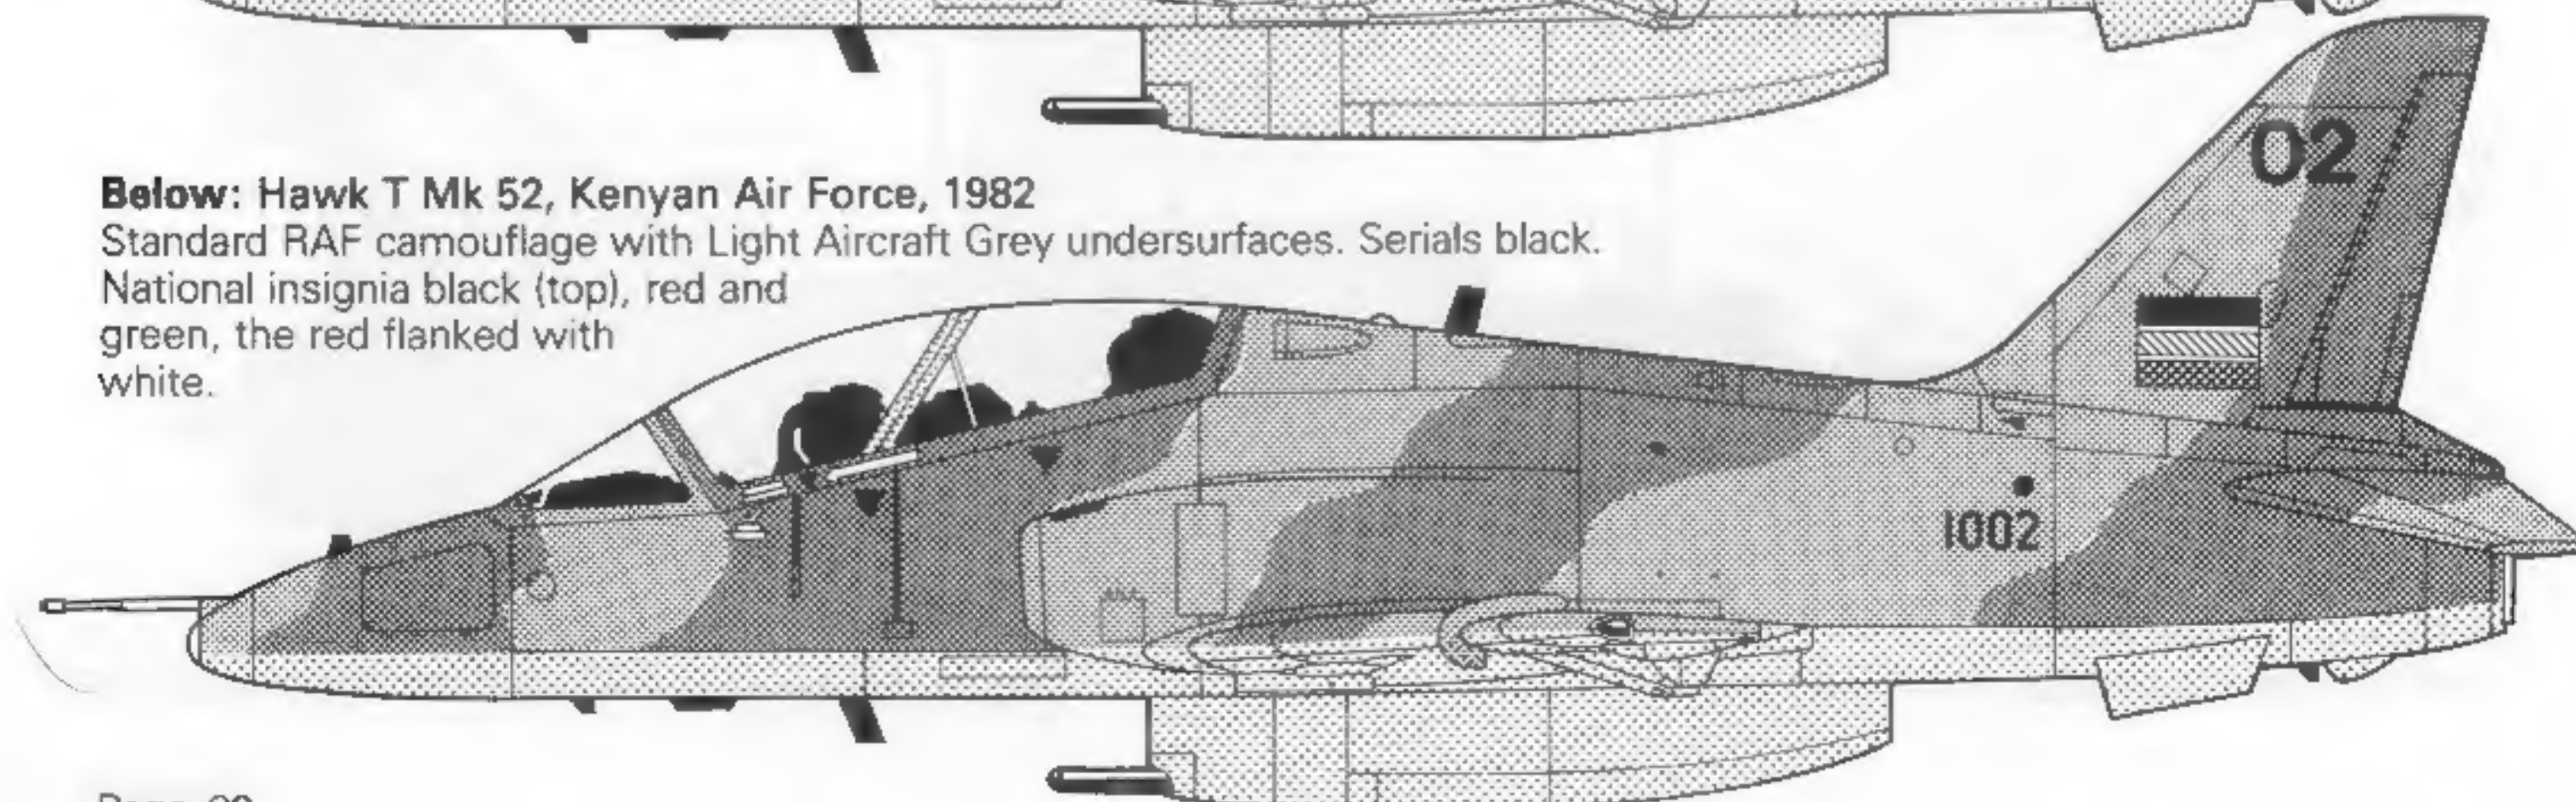 Below: Hawk T Mk 52, Kenyan Air Force, 1982
Standard RAF camouflage with Light Aircraft Grey undersurfaces. Serials black.
National insignia black (top), red and
green, the red flanked with
white.
02
1002